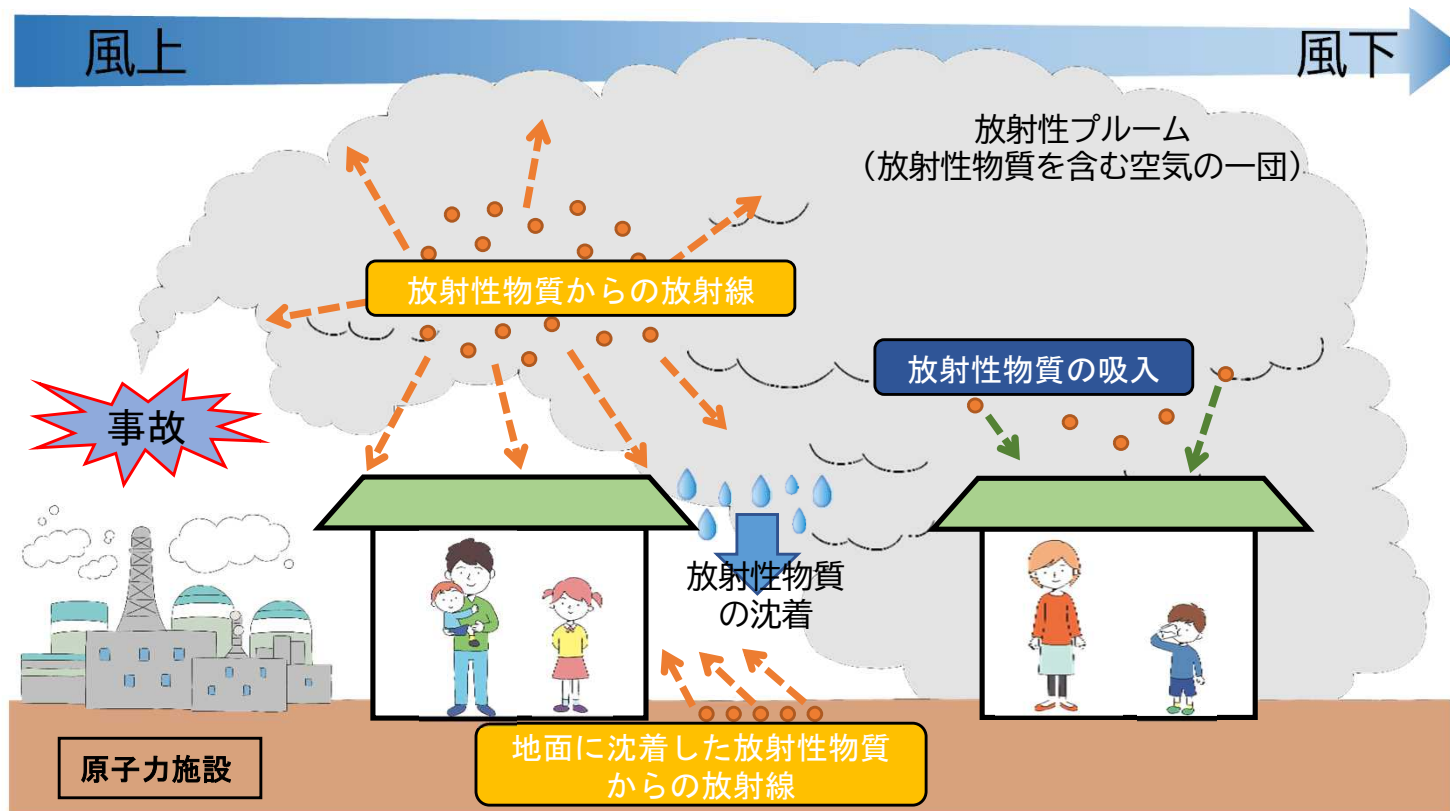 風上
風下
放射性プルーム
（放射性物質を含む空気の一団）
放射性物質からの放射線
放射性物質の吸入
事故
放射性物質
の沈着
地面に沈着した放射性物質
からの放射線
原子力施設